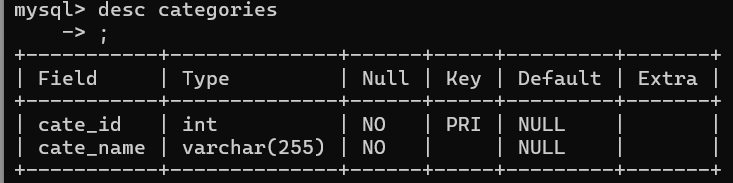 mysql> desc categories
    -> ;
+-----------+--------------+------+-----+---------+-------+
| Field     | Type         | Null | Key | Default | Extra |
+-----------+--------------+------+-----+---------+-------+
| cate_id   | int          | NO   | PRI | NULL    |       |
| cate_name | varchar(255) | NO   |     | NULL    |       |
+-----------+--------------+------+-----+---------+-------+